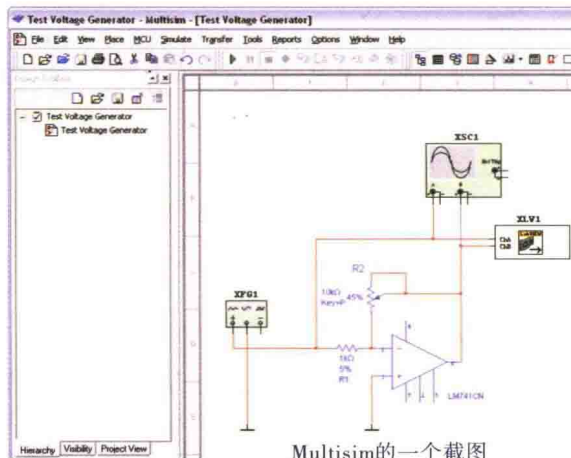 Test Voltage Generator - Multisim - [Test Voltage Generator]
File Edit View Place MCU Simulate Transfer Tools Reports Options Window Help
Test Voltage Generator
Test Voltage Generator
XSC1
XLV1
ChA
ChB
R2
10kΩ
Key=P
45%
XFG1
1kΩ
5%
R1
LM741CN
Hierarchy Visibility Project View
Multisim的一个截图